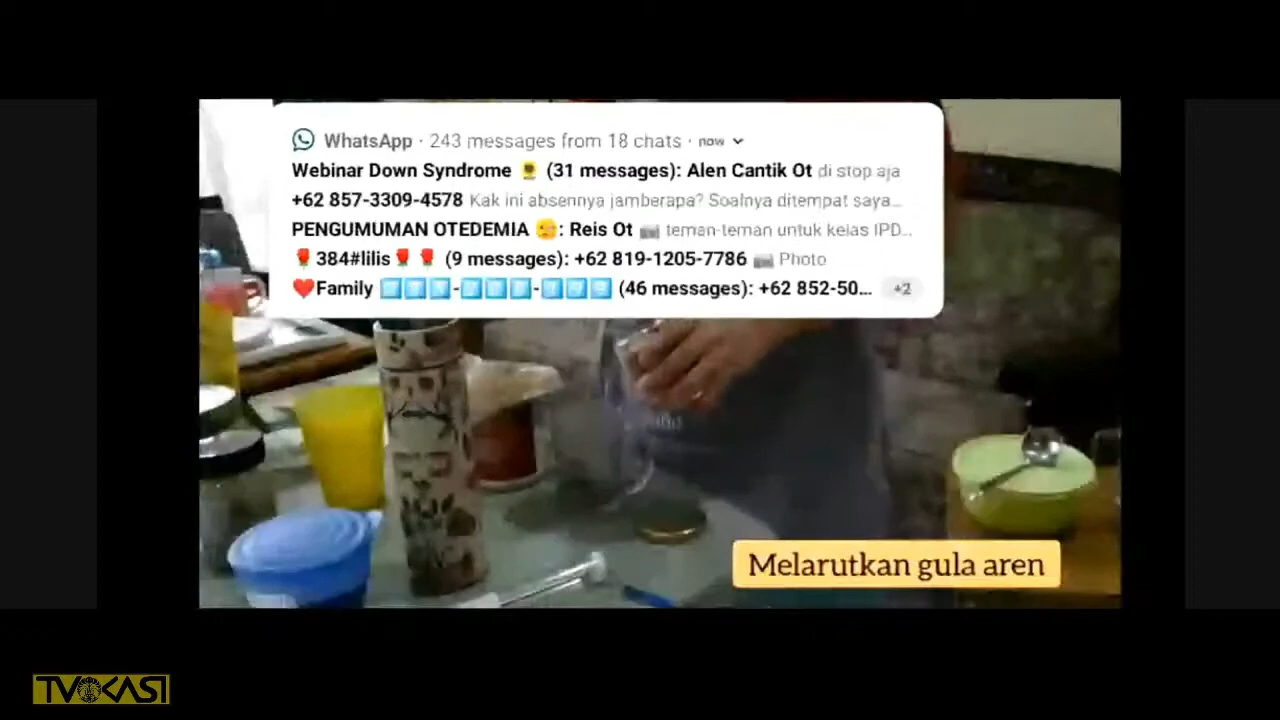 WhatsApp · 243 messages from 18 chats · now
Webinar Down Syndrome 🌻 (31 messages): Alen Cantik Ot di stop aja
+62 857-3309-4578 Kak ini absennya jamberapa? Soalnya ditempat saya…
PENGUMUMAN OTEDEMIA : Reis Ot 📷 teman-teman untuk kelas IPD…
🌹384#lilis🌹🌹 (9 messages): +62 819-1205-7786 📷 Photo
❤️Family (46 messages): +62 852-50… +2
Melarutkan gula aren
TVOKASI